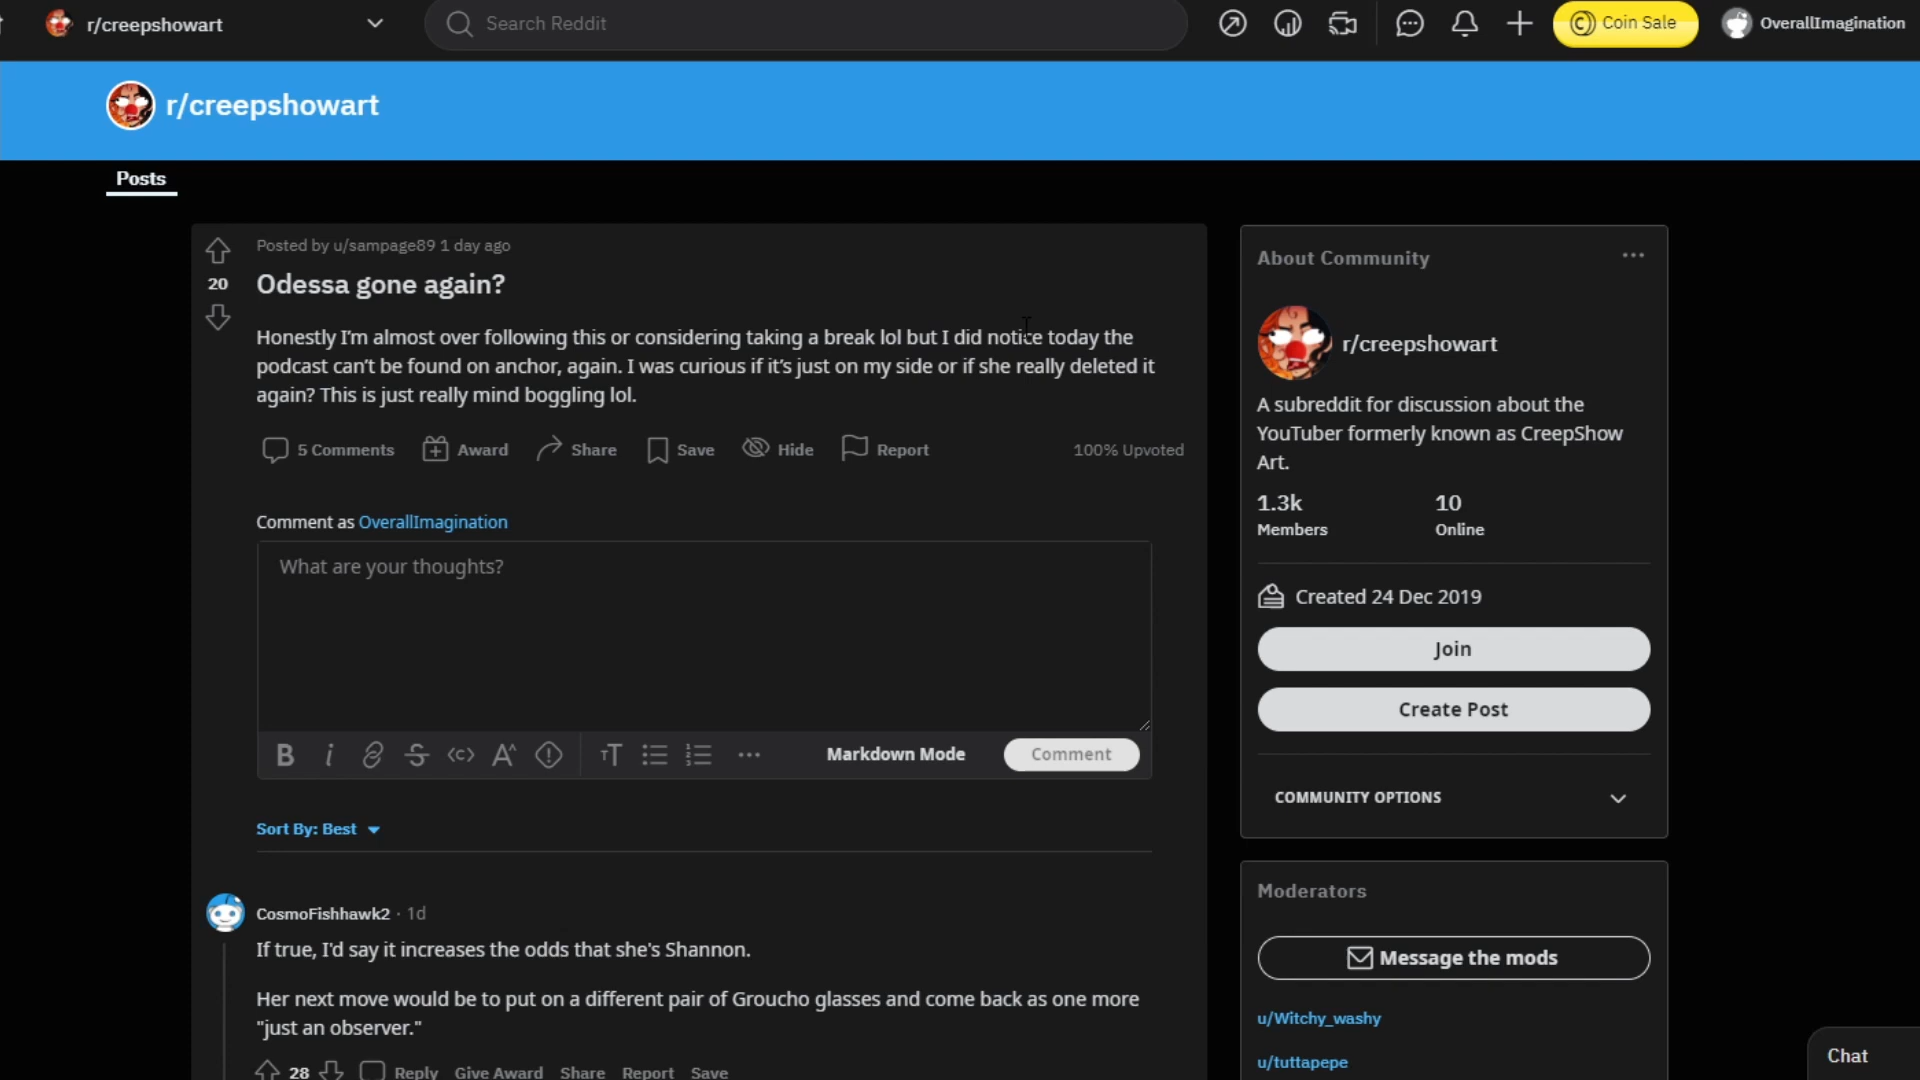 r/creepshowart
Search Reddit
Coin Sale
OverallImagination
r/creepshowart
Posts
Posted by u/sampage89 1 day ago
20
Odessa gone again?
Honestly I’m almost over following this or considering taking a break lol but I did notice today the
podcast can’t be found on anchor, again. I was curious if it’s just on my side or if she really deleted it
again? This is just really mind boggling lol.
5 Comments Award Share Save Hide Report 100% Upvoted
Comment as OverallImagination
What are your thoughts?
Markdown Mode Comment
Sort By: Best
CosmoFishhawk2 · 1d
If true, I'd say it increases the odds that she's Shannon.
Her next move would be to put on a different pair of Groucho glasses and come back as one more
"just an observer."
28 Reply Give Award Share Report Save
About Community
r/creepshowart
A subreddit for discussion about the
YouTuber formerly known as CreepShow
Art.
1.3k 10
Members Online
Created 24 Dec 2019
Join
Create Post
COMMUNITY OPTIONS
Moderators
Message the mods
u/Witchy_washy
u/tuttapepe
Chat